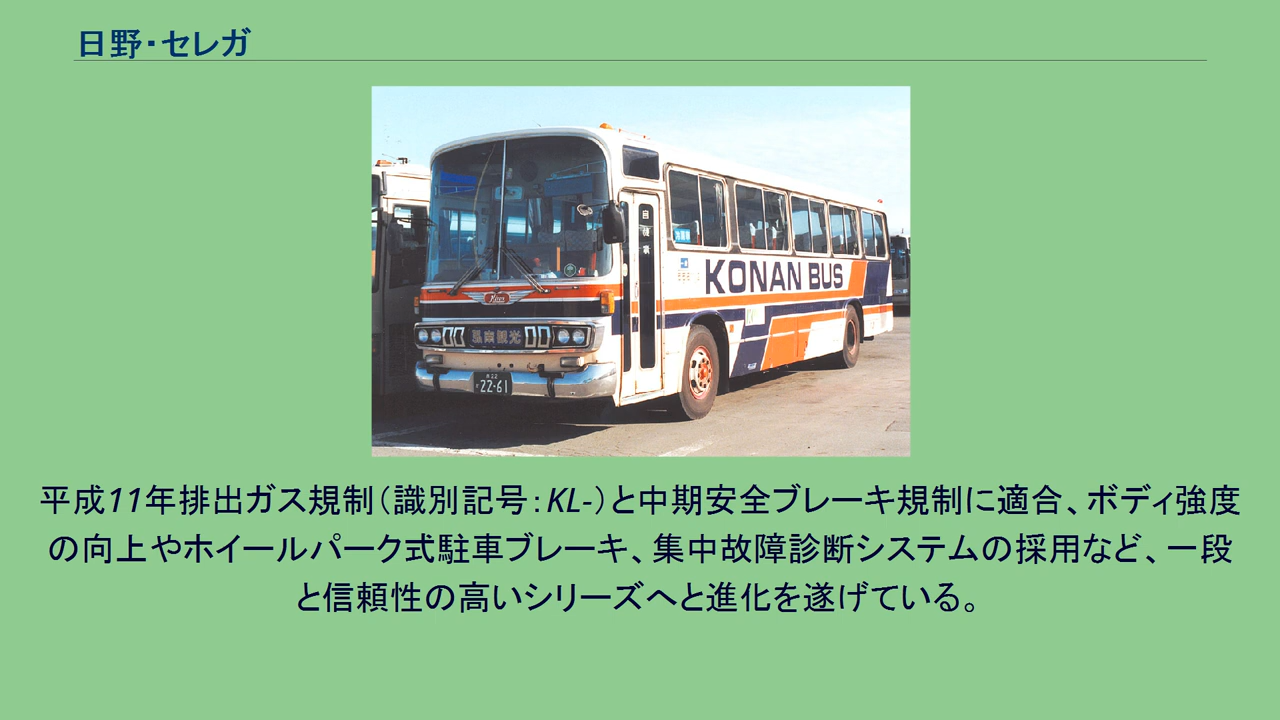 日野・セレガ
KONAN BUS
22-61
平成11年排出ガス規制（識別記号：KL-）と中期安全ブレーキ規制に適合、ボディ強度
の向上やホイールパーク式駐車ブレーキ、集中故障診断システムの採用など、一段
と信頼性の高いシリーズへと進化を遂げている。